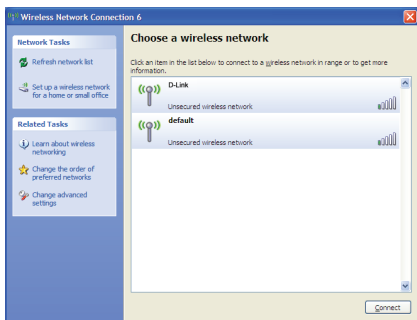 Wireless Network Connection 6
Network Tasks
Refresh network list
Set up a wireless network
for a home or small office
Related Tasks
Learn about wireless
networking
Change the order of
preferred networks
Change advanced
settings
Choose a wireless network
Click an item in the list below to connect to a wireless network in range or to get more
information.
D-Link
Unsecured wireless network
default
Unsecured wireless network
Connect